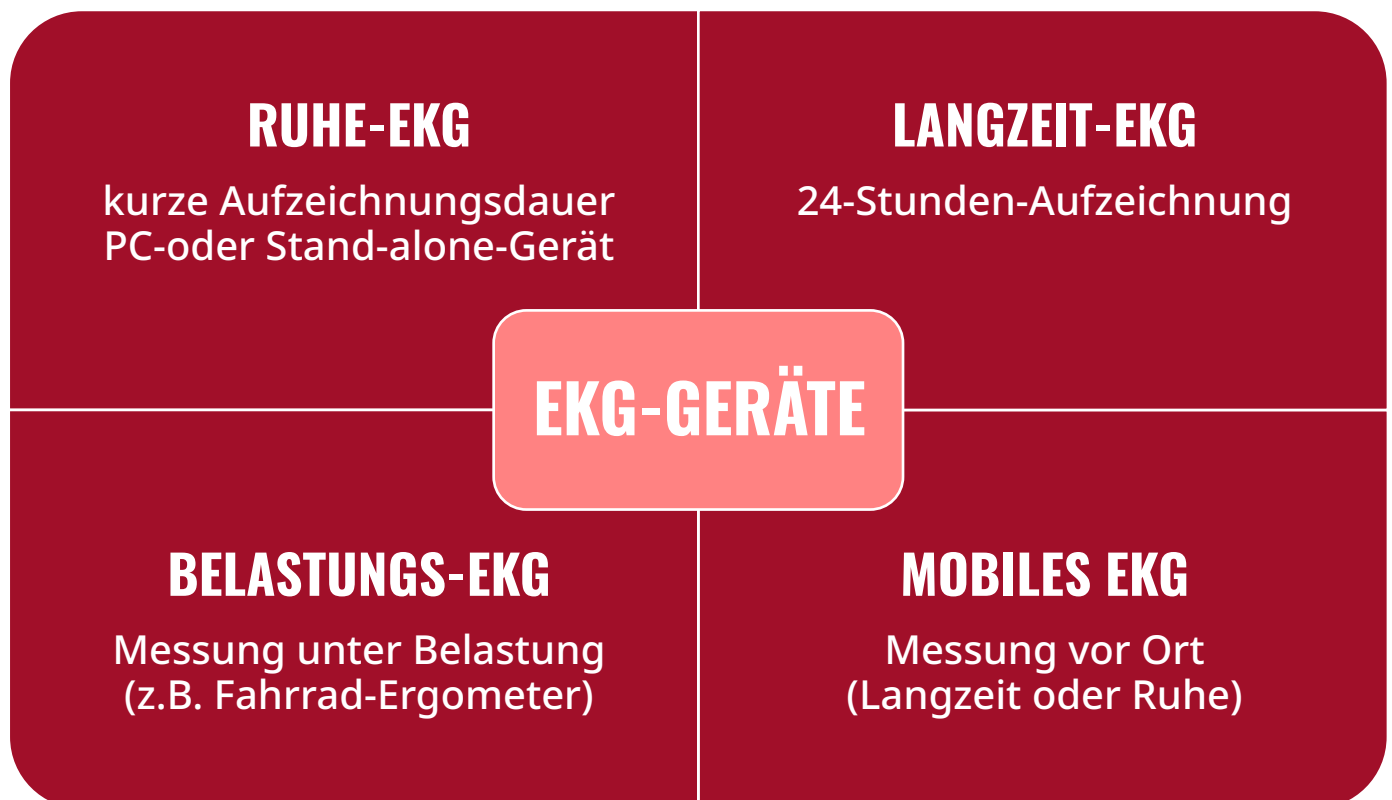 RUHE-EKG
kurze Aufzeichnungsdauer
PC-oder Stand-alone-Gerät
LANGZEIT-EKG
24-Stunden-Aufzeichnung
EKG-GERÄTE
BELASTUNGS-EKG
Messung unter Belastung
(z.B. Fahrrad-Ergometer)
MOBILES EKG
Messung vor Ort
(Langzeit oder Ruhe)